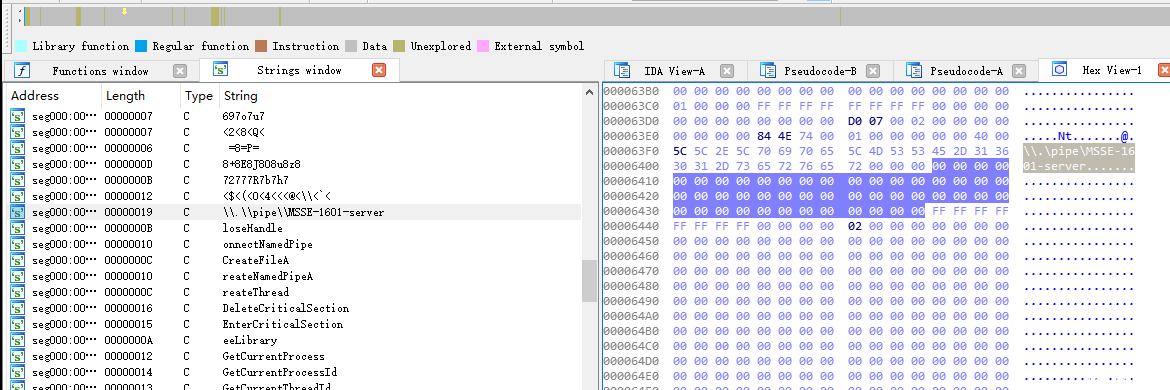 Library function Regular function Instruction Data Unexplored External symbol
Functions window Strings window
Address Length Type String
seg000:00… 00000007 C 697o7u7
seg000:00… 00000007 C <2<8<Q<
seg000:00… 00000006 C =8=P=
seg000:00… 0000000D C 8+8E8J808u8z8
seg000:00… 0000000B C 72777R7b7h7
seg000:00… 00000012 C <$<(<O<4<<<@<\\<`<
seg000:00… 00000019 C \\.\\pipe\\MSSE-1601-server
seg000:00… 0000000B C loseHandle
seg000:00… 00000010 C onnectNamedPipe
seg000:00… 0000000C C CreateFileA
seg000:00… 00000010 C reateNamedPipeA
seg000:00… 0000000C C reateThread
seg000:00… 00000016 C DeleteCriticalSection
seg000:00… 00000015 C EnterCriticalSection
seg000:00… 0000000A C eeLibrary
seg000:00… 00000012 C GetCurrentProcess
seg000:00… 00000014 C GetCurrentProcessId
seg000:00… 00000013 C GetCurrentThreadId
IDA View-A Pseudocode-B Pseudocode-A Hex View-1
000063B0 00 00 00 00 00 00 00 00 00 00 00 00 00 00 00 00 ................
000063C0 01 00 00 00 FF FF FF FF FF FF FF FF 00 00 00 00 ................
000063D0 00 00 00 00 00 00 00 00 D0 07 00 02 00 00 00 00 ................
000063E0 00 00 00 00 84 4E 74 00 01 00 00 00 00 00 40 00 .....Nt.......@.
000063F0 5C 5C 2E 5C 70 69 70 65 5C 4D 53 53 45 2D 31 36 \\.\pipe\MSSE-16
00006400 30 31 2D 73 65 72 76 65 72 00 00 00 00 00 00 00 01-server.......
00006410 00 00 00 00 00 00 00 00 00 00 00 00 00 00 00 00 ................
00006420 00 00 00 00 00 00 00 00 00 00 00 00 00 00 00 00 ................
00006430 00 00 00 00 00 00 00 00 00 00 00 00 FF FF FF FF ................
00006440 FF FF FF FF 00 00 00 00 02 00 00 00 00 00 00 00 ................
00006450 00 00 00 00 00 00 00 00 00 00 00 00 00 00 00 00 ................
00006460 00 00 00 00 00 00 00 00 00 00 00 00 00 00 00 00 ................
00006470 00 00 00 00 00 00 00 00 00 00 00 00 00 00 00 00 ................
00006480 00 00 00 00 00 00 00 00 00 00 00 00 00 00 00 00 ................
00006490 00 00 00 00 00 00 00 00 00 00 00 00 00 00 00 00 ................
000064A0 00 00 00 00 00 00 00 00 00 00 00 00 00 00 00 00 ................
000064B0 00 00 00 00 00 00 00 00 00 00 00 00 00 00 00 00 ................
000064C0 00 00 00 00 00 00 00 00 00 00 00 00 00 00 00 00 ................
000064D0 00 00 00 00 00 00 00 00 00 00 00 00 00 00 00 00 ................
000064E0 00 00 00 00 00 00 00 00 00 00 00 00 00 00 00 00